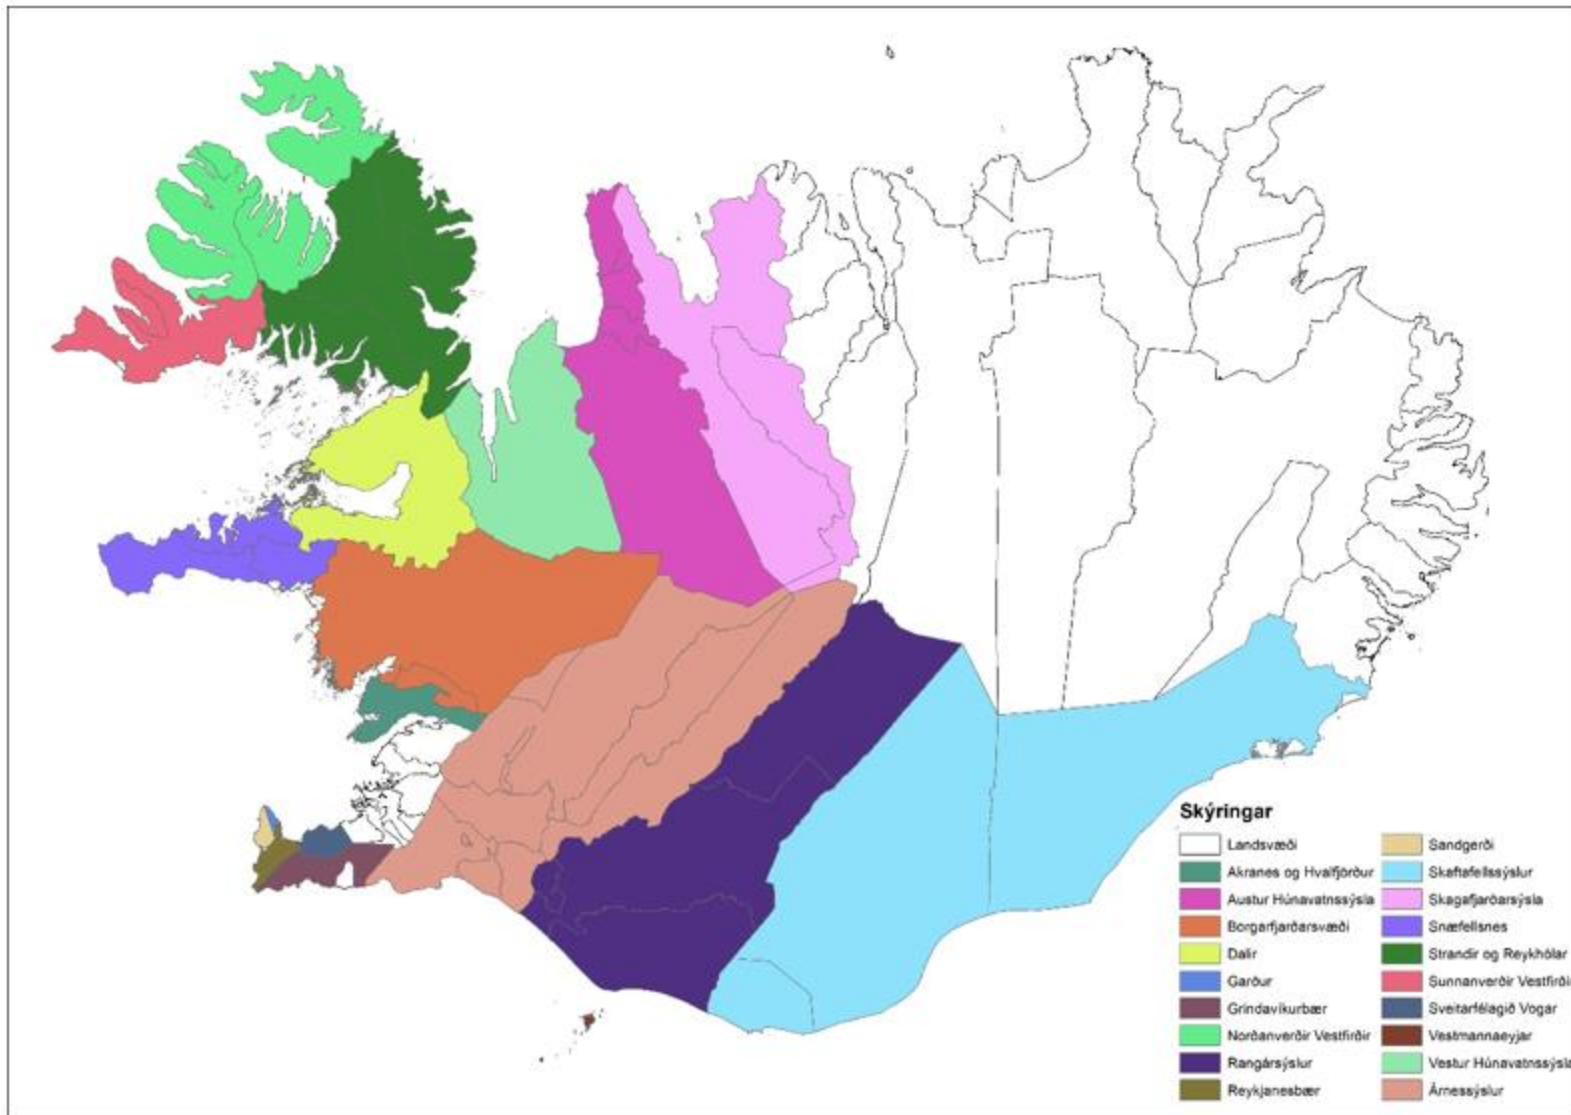 Skýringar
Landsvæði
Akranes og Hvalfjörður
Austur Húnavatnssýsla
Borgarfjarðarsvæði
Dalir
Garður
Grindavíkurbær
Norðanverðir Vestfirðir
Rangársýslur
Reykjanesbær
Sandgerði
Skaftafellssýslur
Skagafjarðarsýsla
Snæfellsnes
Strandir og Reykhólar
Sunnanverðir Vestfirðir
Sveitarfélagið Vogar
Vestmannaeyjar
Vestur Húnavatnssýsla
Árnessýslur